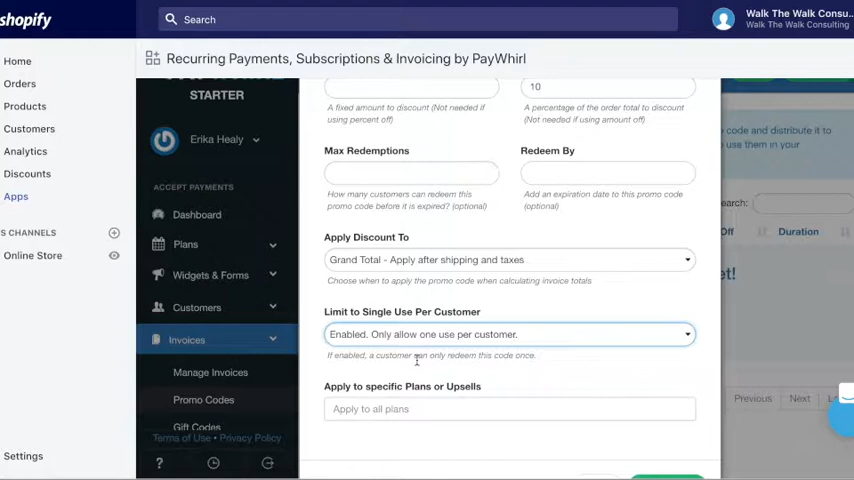 shopify
Search
Walk The Walk Consu...
Walk The Walk Consulting
Home
Orders
Products
Customers
Analytics
Discounts
Apps
S CHANNELS
Online Store
Settings
Recurring Payments, Subscriptions & Invoicing by PayWhirl
STARTER
Erika Healy
ACCEPT PAYMENTS
Dashboard
Plans
Widgets & Forms
Customers
Invoices
Manage Invoices
Promo Codes
Gift Codes
Terms of Use • Privacy Policy
10
A fixed amount to discount (Not needed if
using percent off)
A percentage of the order total to discount
(Not needed if using amount off)
Max Redemptions
Redeem By
How many customers can redeem this
promo code before it is expired? (optional)
Add an expiration date to this promo code
(optional)
Apply Discount To
Grand Total - Apply after shipping and taxes
Choose when to apply the promo code when calculating invoice totals
Limit to Single Use Per Customer
Enabled. Only allow one use per customer.
If enabled, a customer can only redeem this code once.
Apply to specific Plans or Upsells
Apply to all plans
code and distribute it to
use them in your
earch:
Off
Duration
et!
Previous
Next